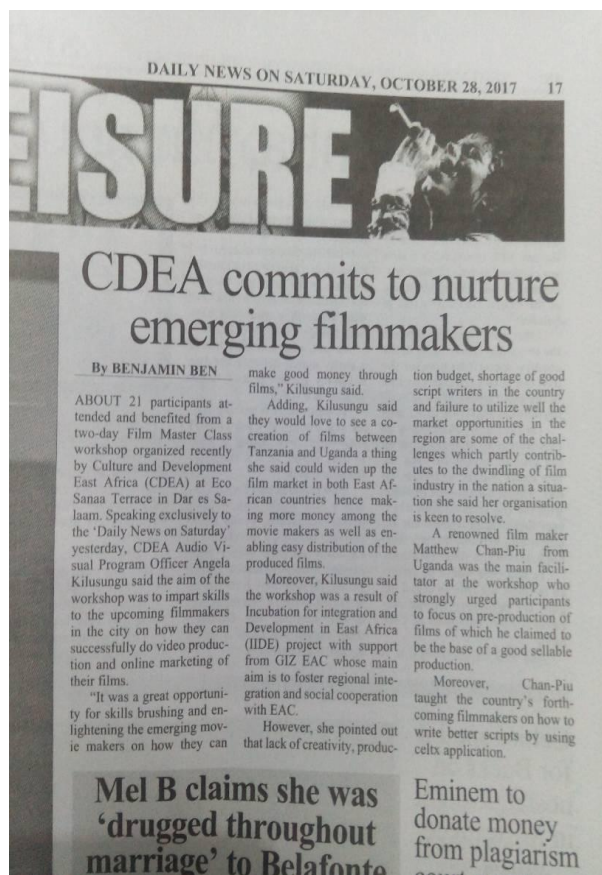 DAILY NEWS ON SATURDAY, OCTOBER 28, 2017 17
EISURE
CDEA commits to nurture
emerging filmmakers
By BENJAMIN BEN
ABOUT 21 participants at-
tended and benefited from a
two-day Film Master Class
workshop organized recently
by Culture and Development
East Africa (CDEA) at Eco
Sanaa Terrace in Dar es Sa-
laam. Speaking exclusively to
the ‘Daily News on Saturday’
yesterday, CDEA Audio Vi-
sual Program Officer Angela
Kilusungu said the aim of the
workshop was to impart skills
to the upcoming filmmakers
in the city on how they can
successfully do video produc-
tion and online marketing of
their films.
“It was a great opportuni-
ty for skills brushing and en-
lightening the emerging mov-
ie makers on how they can
make good money through
films,” Kilusungu said.
Adding, Kilusungu said
they would love to see a co-
creation of films between
Tanzania and Uganda a thing
she said could widen up the
film market in both East Af-
rican countries hence mak-
ing more money among the
movie makers as well as en-
abling easy distribution of the
produced films.
Moreover, Kilusungu said
the workshop was a result of
Incubation for integration and
Development in East Africa
(IIDE) project with support
from GIZ EAC whose main
aim is to foster regional inte-
gration and social cooperation
with EAC.
However, she pointed out
that lack of creativity, produc-
tion budget, shortage of good
script writers in the country
and failure to utilize well the
market opportunities in the
region are some of the chal-
lenges which partly contrib-
utes to the dwindling of film
industry in the nation a situa-
tion she said her organisation
is keen to resolve.
A renowned film maker
Matthew Chan-Piu from
Uganda was the main facili-
tator at the workshop who
strongly urged participants
to focus on pre-production of
films of which he claimed to
be the base of a good sellable
production.
Moreover, Chan-Piu
taught the country’s forth-
coming filmmakers on how to
write better scripts by using
celtx application.
Mel B claims she was
‘drugged throughout
marriage’ to Belafonte
Eminem to
donate money
from plagiarism